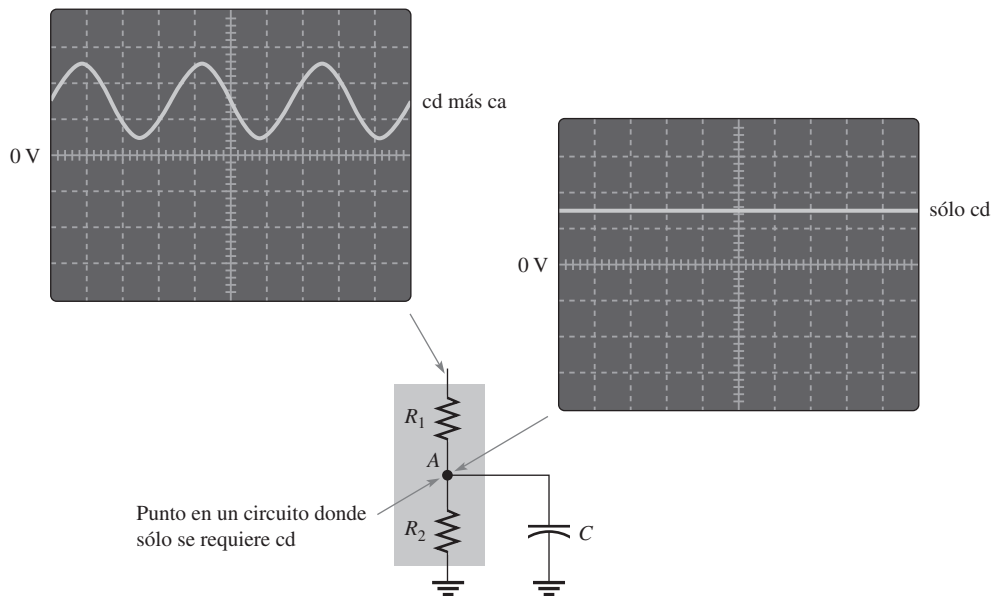 cd más ca
0 V
sólo cd
0 V
R1
A
Punto en un circuito donde
sólo se requiere cd
R2
C